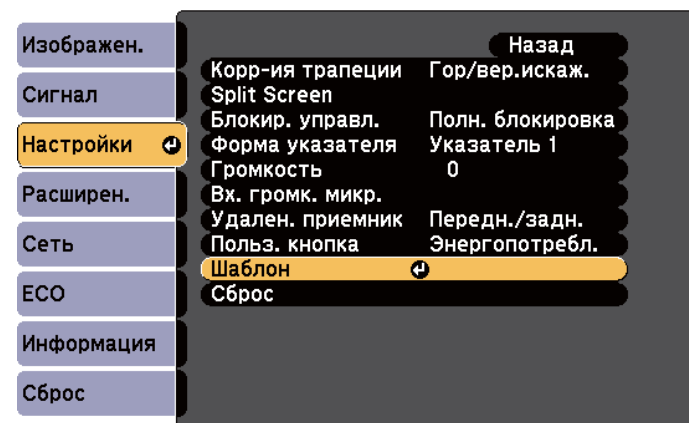 Изображен.
Сигнал
Настройки
Расширен.
Сеть
ECO
Информация
Сброс
Назад
Корр-ия трапеции Гор/вер.искаж.
Split Screen
Блокир. управл. Полн. блокировка
Форма указателя Указатель 1
Громкость 0
Вх. громк. микр.
Удален. приемник Передн./задн.
Польз. кнопка Энергопотребл.
Шаблон
Сброс